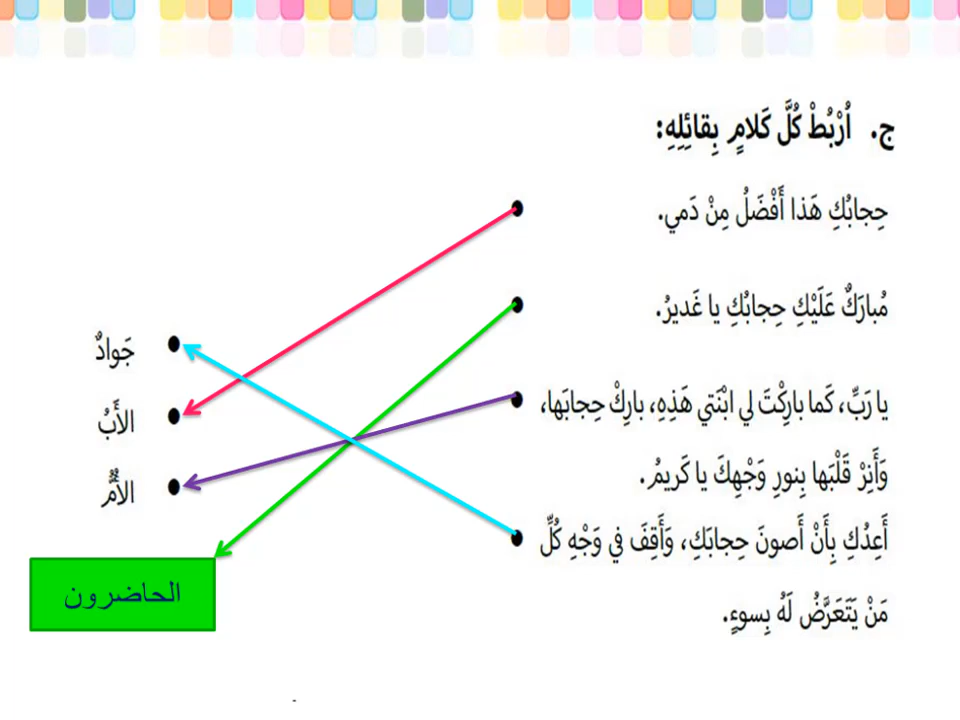 ج. اُرْبُطْ كُلَّ كَلامٍ بِقائِلِهِ:
حِجابُكِ هَذا أَفْضَلُ مِنْ دَمي.
مُبارَكٌ عَلَيْكِ حِجابُكِ يا غَديرُ.
يا رَبِّ، كَما بارَكْتَ لي ابْنَتي هَذِهِ، بارِكْ حِجابَها،
وَأَنِرْ قَلْبَها بِنورِ وَجْهِكَ يا كَريمُ.
أَعِدُكِ بِأَنْ أَصونَ حِجابَكِ، وَأَقِفَ في وَجْهِ كُلِّ
مَنْ يَتَعَرَّضُ لَهُ بِسوءٍ.
جَوادٌ
الأَبُ
الأُمُّ
الحاضرون